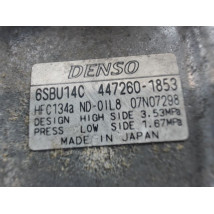 DENSO
6SBU14C 447260-1853
HFC134a ND-OIL8 07N07298
DESIGN HIGH SIDE 3.53MPa
PRESS LOW SIDE 1.67MPa
MADE IN JAPAN